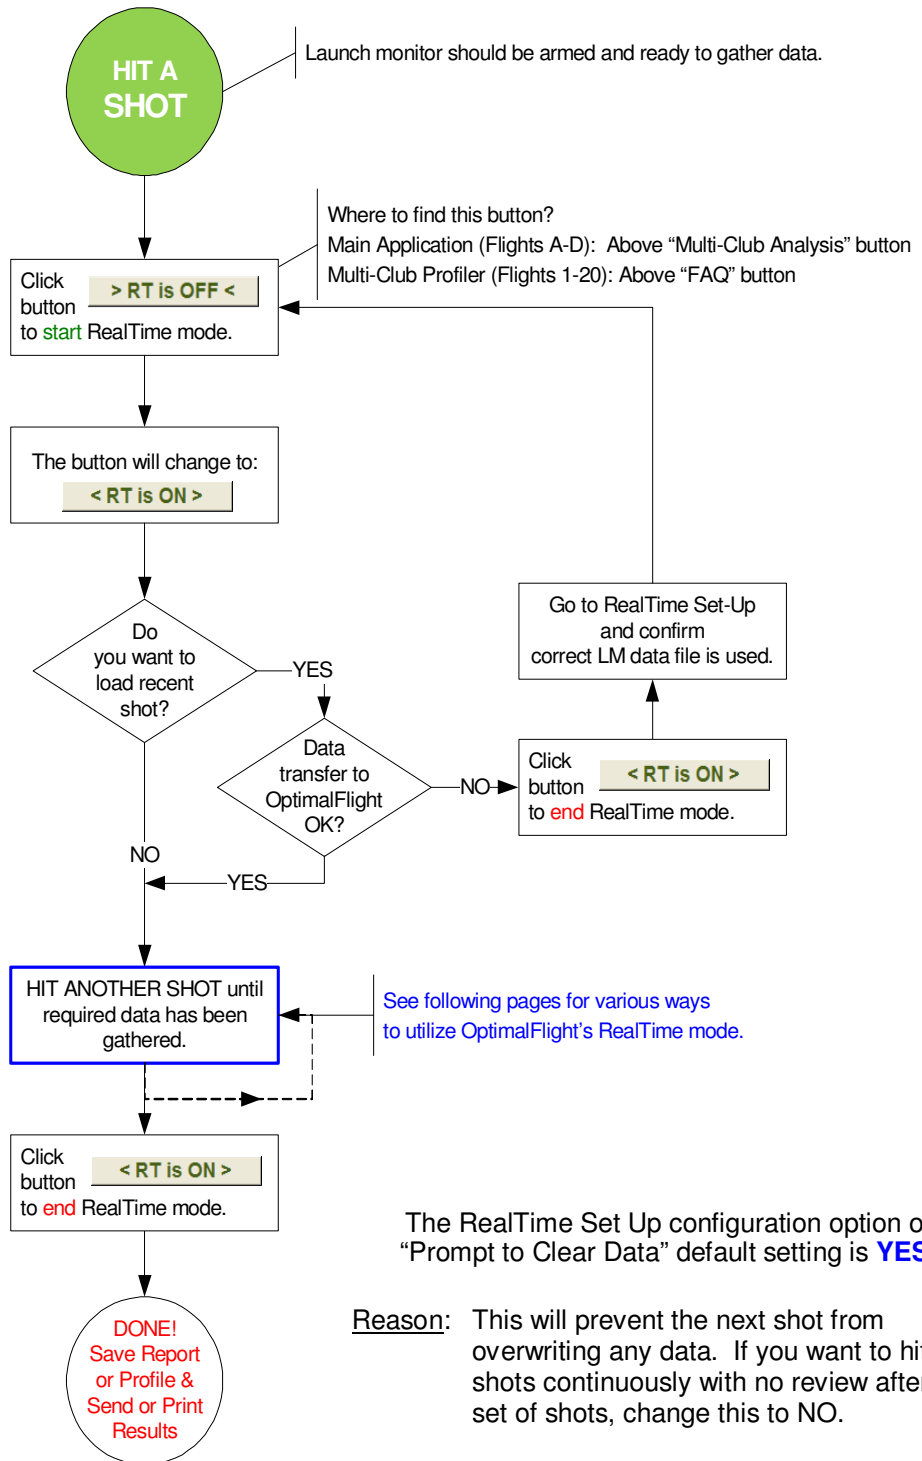 HIT A
SHOT
Launch monitor should be armed and ready to gather data.
Where to find this button?
Main Application (Flights A-D):  Above “Multi-Club Analysis” button
Multi-Club Profiler (Flights 1-20): Above “FAQ” button
Click
button
> RT is OFF <
to start RealTime mode.
The button will change to:
< RT is ON >
Do
you want to
load recent
shot?
YES
NO
Data
transfer to
OptimalFlight
OK?
NO
YES
Click
button
< RT is ON >
to end RealTime mode.
Go to RealTime Set-Up
and confirm
correct LM data file is used.
HIT ANOTHER SHOT until
required data has been
gathered.
See following pages for various ways
to utilize OptimalFlight’s RealTime mode.
Click
button
< RT is ON >
to end RealTime mode.
DONE!
Save Report
or Profile &
Send or Print
Results
The RealTime Set Up configuration option o
“Prompt to Clear Data” default setting is YES
Reason:  This will prevent the next shot from
overwriting any data.  If you want to hi
shots continuously with no review after
set of shots, change this to NO.